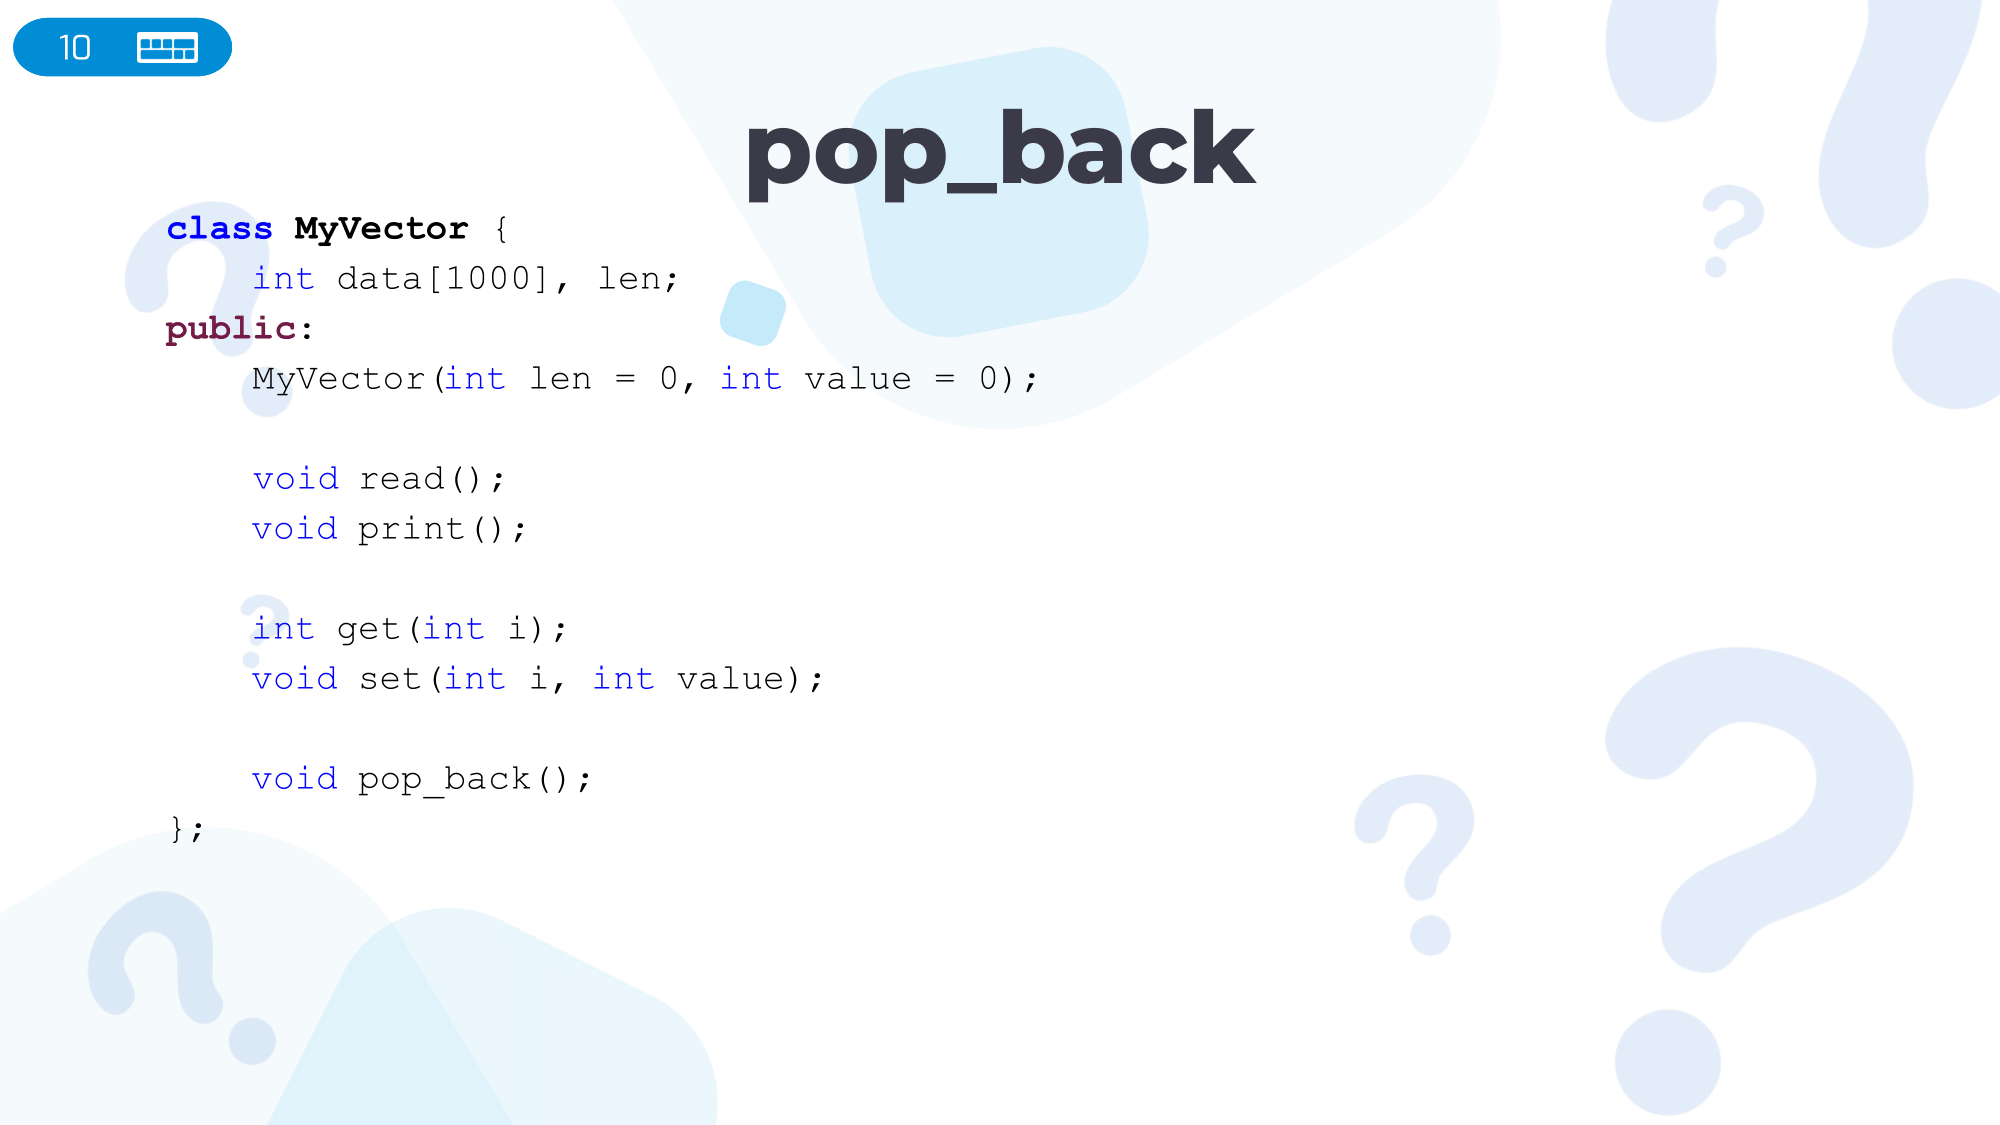 10
pop_back
class MyVector {
    int data[1000], len;
public:
    MyVector(int len = 0, int value = 0);
    void read();
    void print();
    int get(int i);
    void set(int i, int value);
    void pop_back();
};